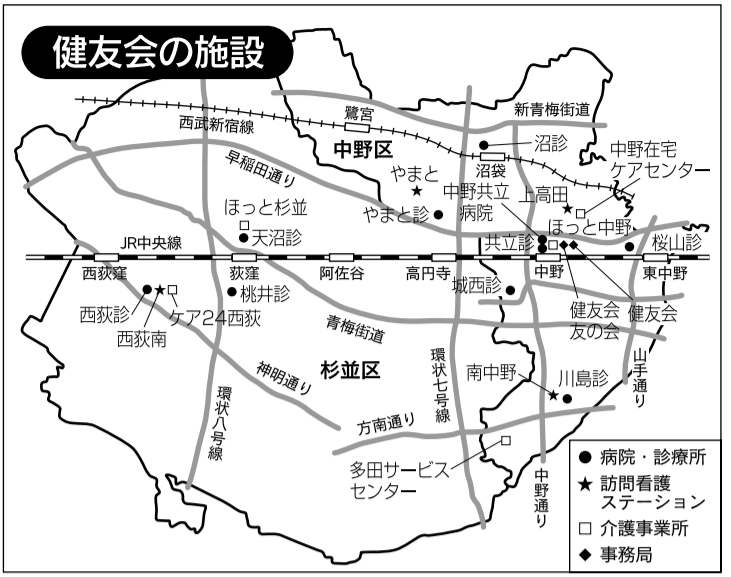 健友会の施設
新青梅街道
鷺宮
西武新宿線
中野区
沼診
沼袋
中野在宅
ケアセンター
早稲田通り
やまと
中野共立
病院
上高田
ほっと杉並
やまと診
ほっと中野
天沼診
JR中央線
共立診
桜山診
西荻窪
荻窪
阿佐谷
高円寺
中野
東中野
西荻診
ケア24西荻
西荻南
桃井診
城西診
健友会
友の会
健友会
青梅街道
杉並区
神明通り
環状八号線
環状七号線
山手通り
南中野
川島診
方南通り
多田サービス
センター
中野通り
●病院・診療所
★訪問看護
ステーション
□介護事業所
◆事務局